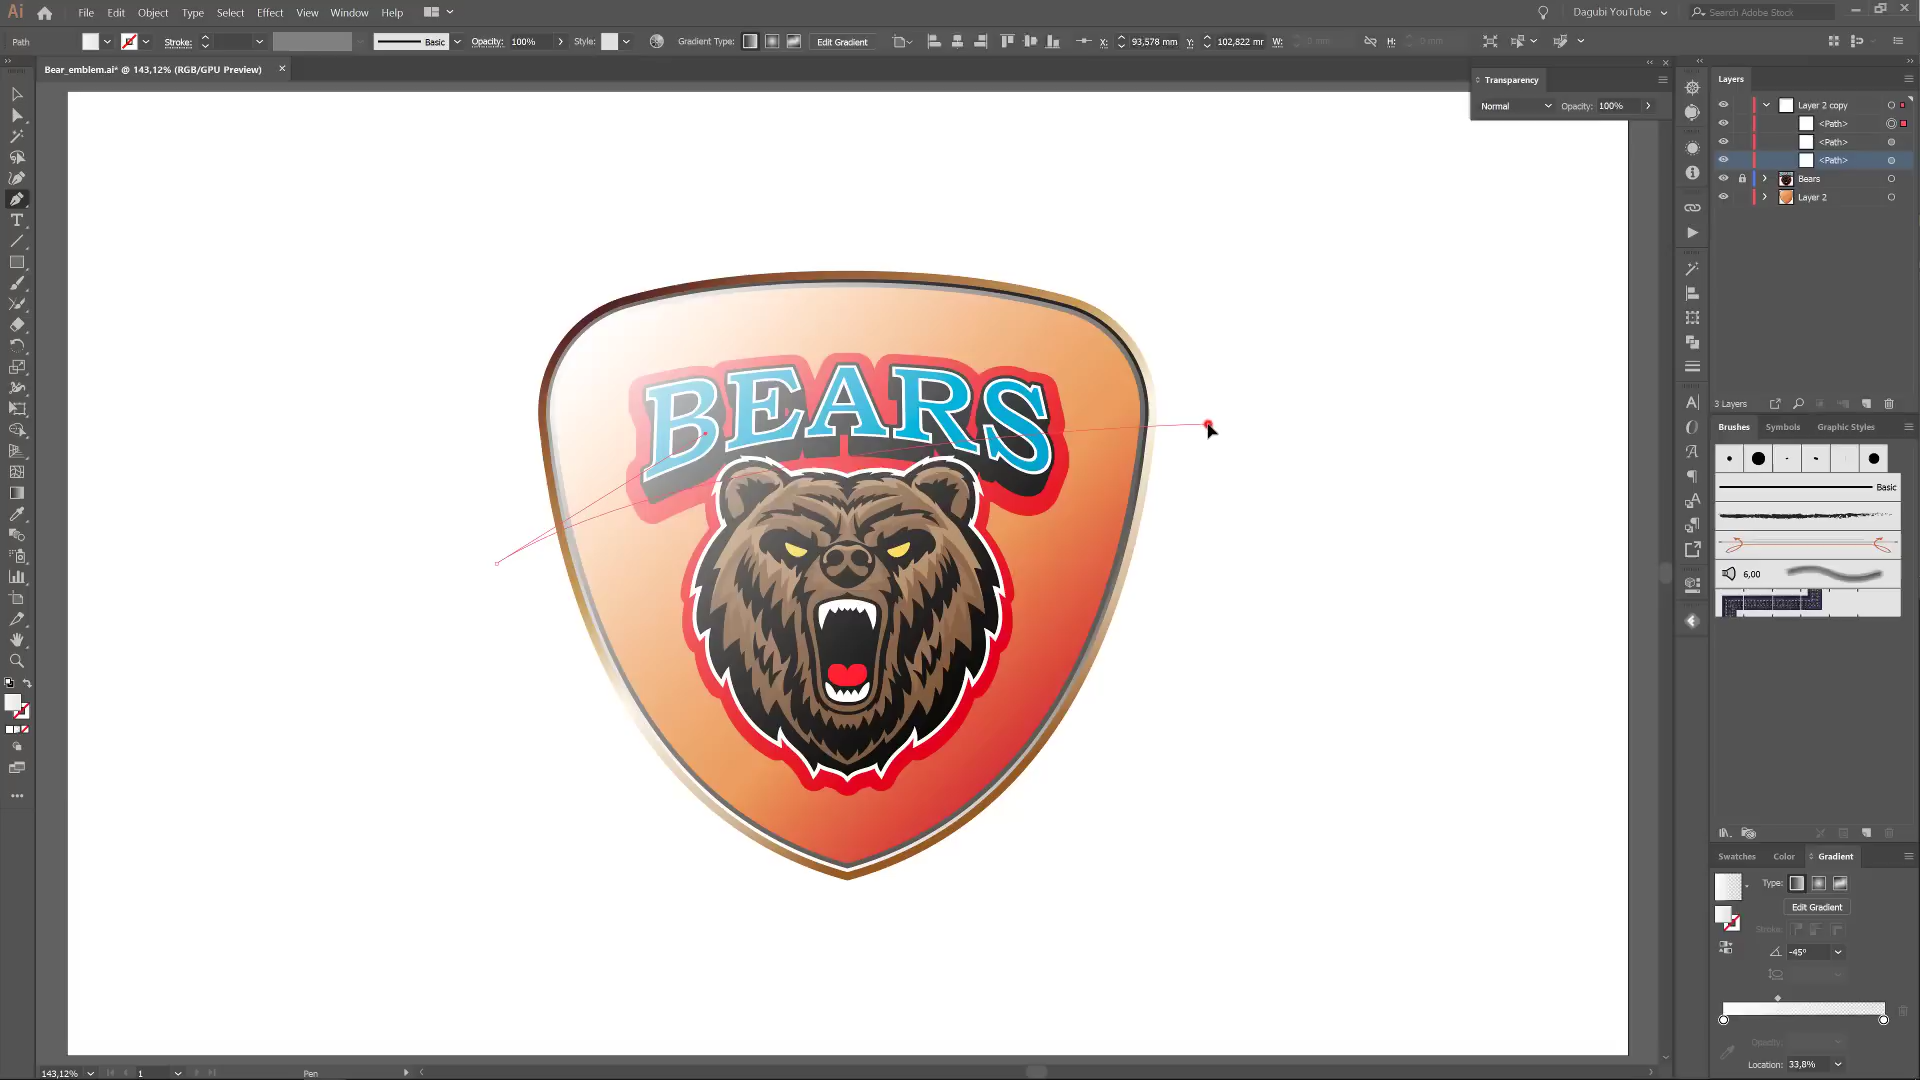 Ai File Edit Object Type Select Effect View Window Help Dagubi YouTube Search Adobe Stock
Path Stroke: Basic Opacity: 100% Style: Gradient Type: Edit Gradient X: 93,578 mm Y: 102,822 mr W: 0 mm H: 0 mm
Bear_emblem.ai* @ 143,12% (RGB/GPU Preview)
Transparency
Normal Opacity: 100%
Layers
Layer 2 copy
<Path>
<Path>
<Path>
Bears
Layer 2
3 Layers
Brushes Symbols Graphic Styles
Basic
6,00
BEARS
Swatches Color Gradient
Type:
Edit Gradient
Stroke:
-45°
Opacity:
Location: 33,8%
143,12% 1 Pen